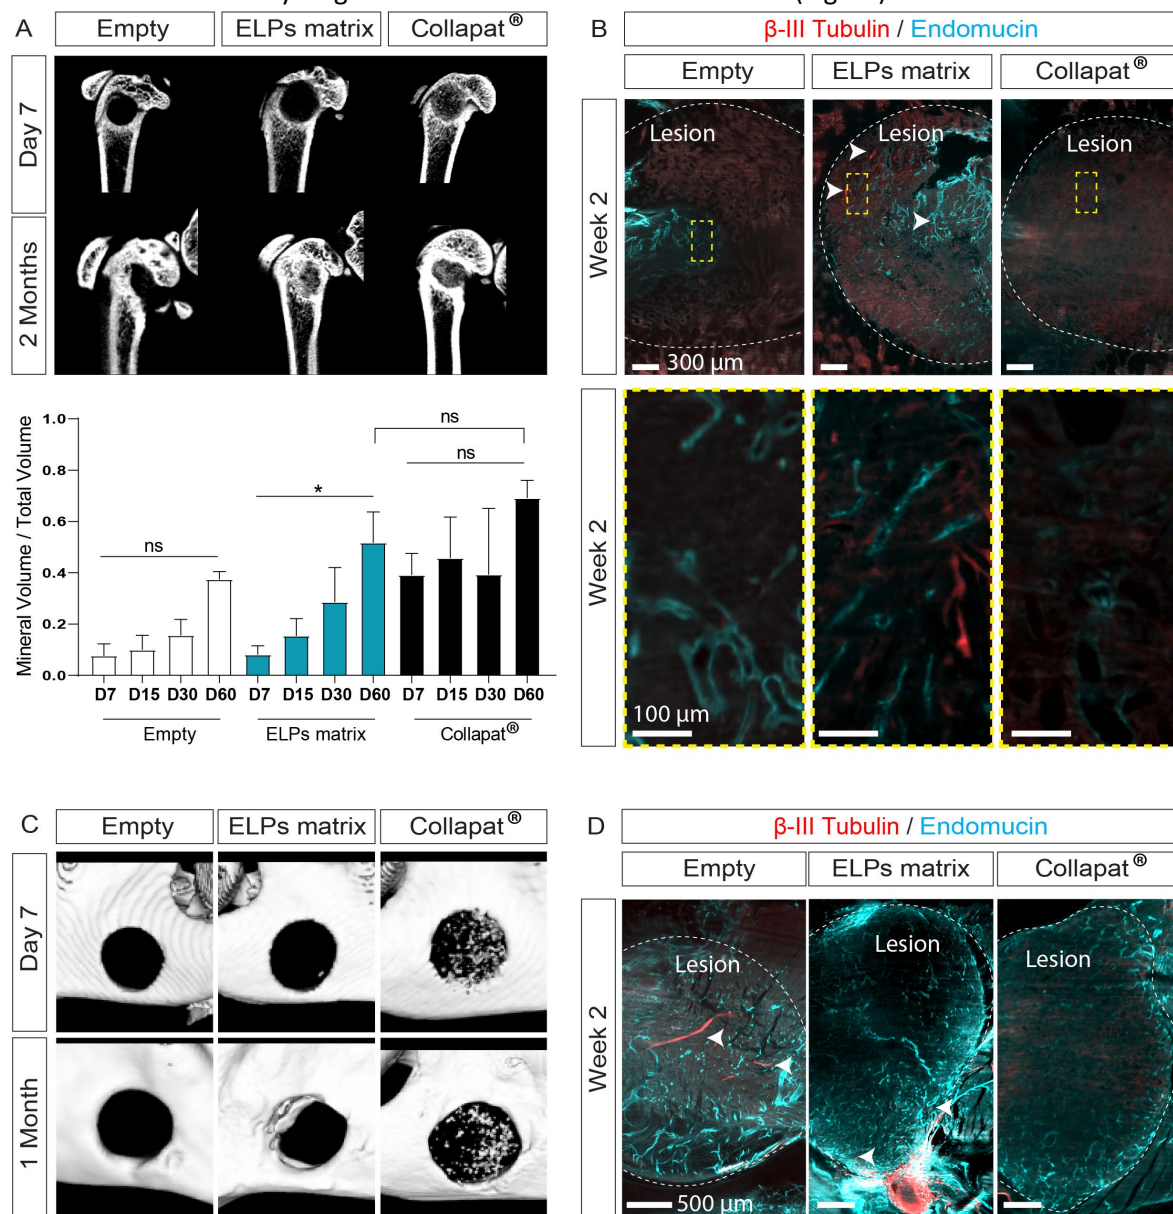 A
Empty
ELPs matrix
Collapat®
Day 7
2 Months
Mineral Volume / Total Volume
1.0
0.8
0.6
0.4
0.2
0.0
ns
*
ns
ns
D7 D15 D30 D60 D7 D15 D30 D60 D7 D15 D30 D60
Empty
ELPs matrix
Collapat®
B
β-III Tubulin / Endomucin
Empty
ELPs matrix
Collapat®
Week 2
Lesion
Lesion
Lesion
300 µm
Week 2
100 µm
C
Empty
ELPs matrix
Collapat®
Day 7
1 Month
D
β-III Tubulin / Endomucin
Empty
ELPs matrix
Collapat®
Week 2
Lesion
Lesion
Lesion
500 µm